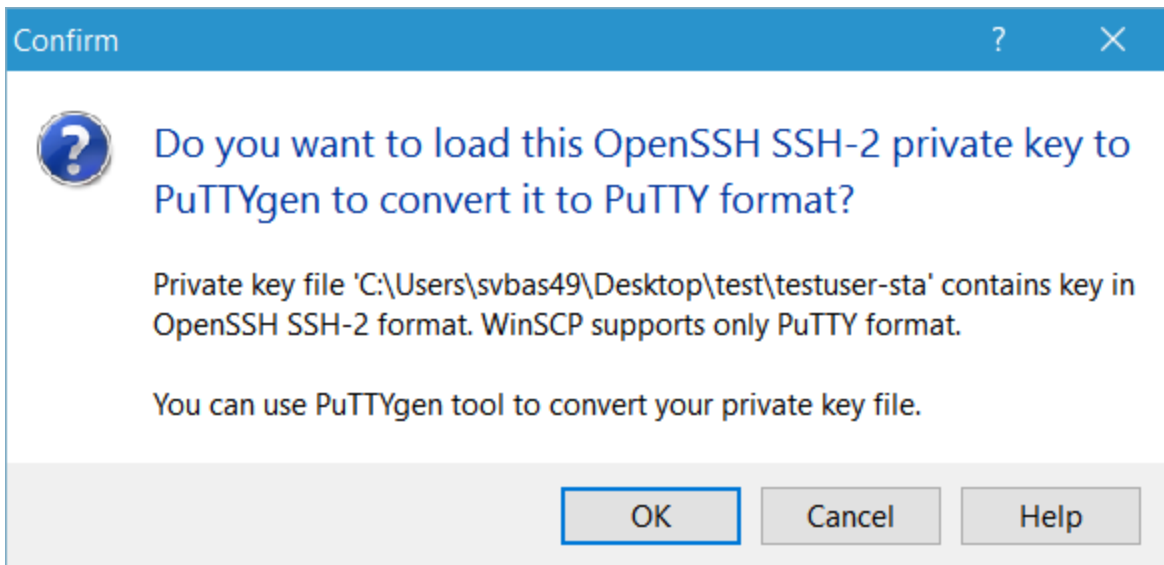 Confirm
Do you want to load this OpenSSH SSH-2 private key to
PuTTYgen to convert it to PuTTY format?
Private key file 'C:\Users\svbas49\Desktop\test\testuser-sta' contains key in
OpenSSH SSH-2 format. WinSCP supports only PuTTY format.
You can use PuTTYgen tool to convert your private key file.
OK Cancel Help